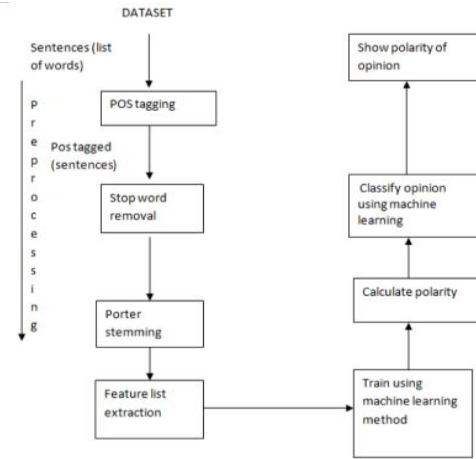 DATASET
Sentences (list
of words)
Preprocessing
POS tagging
Pos tagged
(sentences)
Stop word
removal
Porter
stemming
Feature list
extraction
Train using
machine learning
method
Calculate polarity
Classify opinion
using machine
learning
Show polarity of
opinion